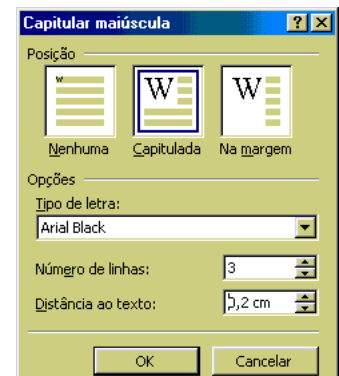 Capitular maiúscula
Posição
W W W
Nenhuma Capitulada Na margem
Opções
Tipo de letra:
Arial Black
Número de linhas: 3
Distância ao texto: 0,2 cm
OK Cancelar